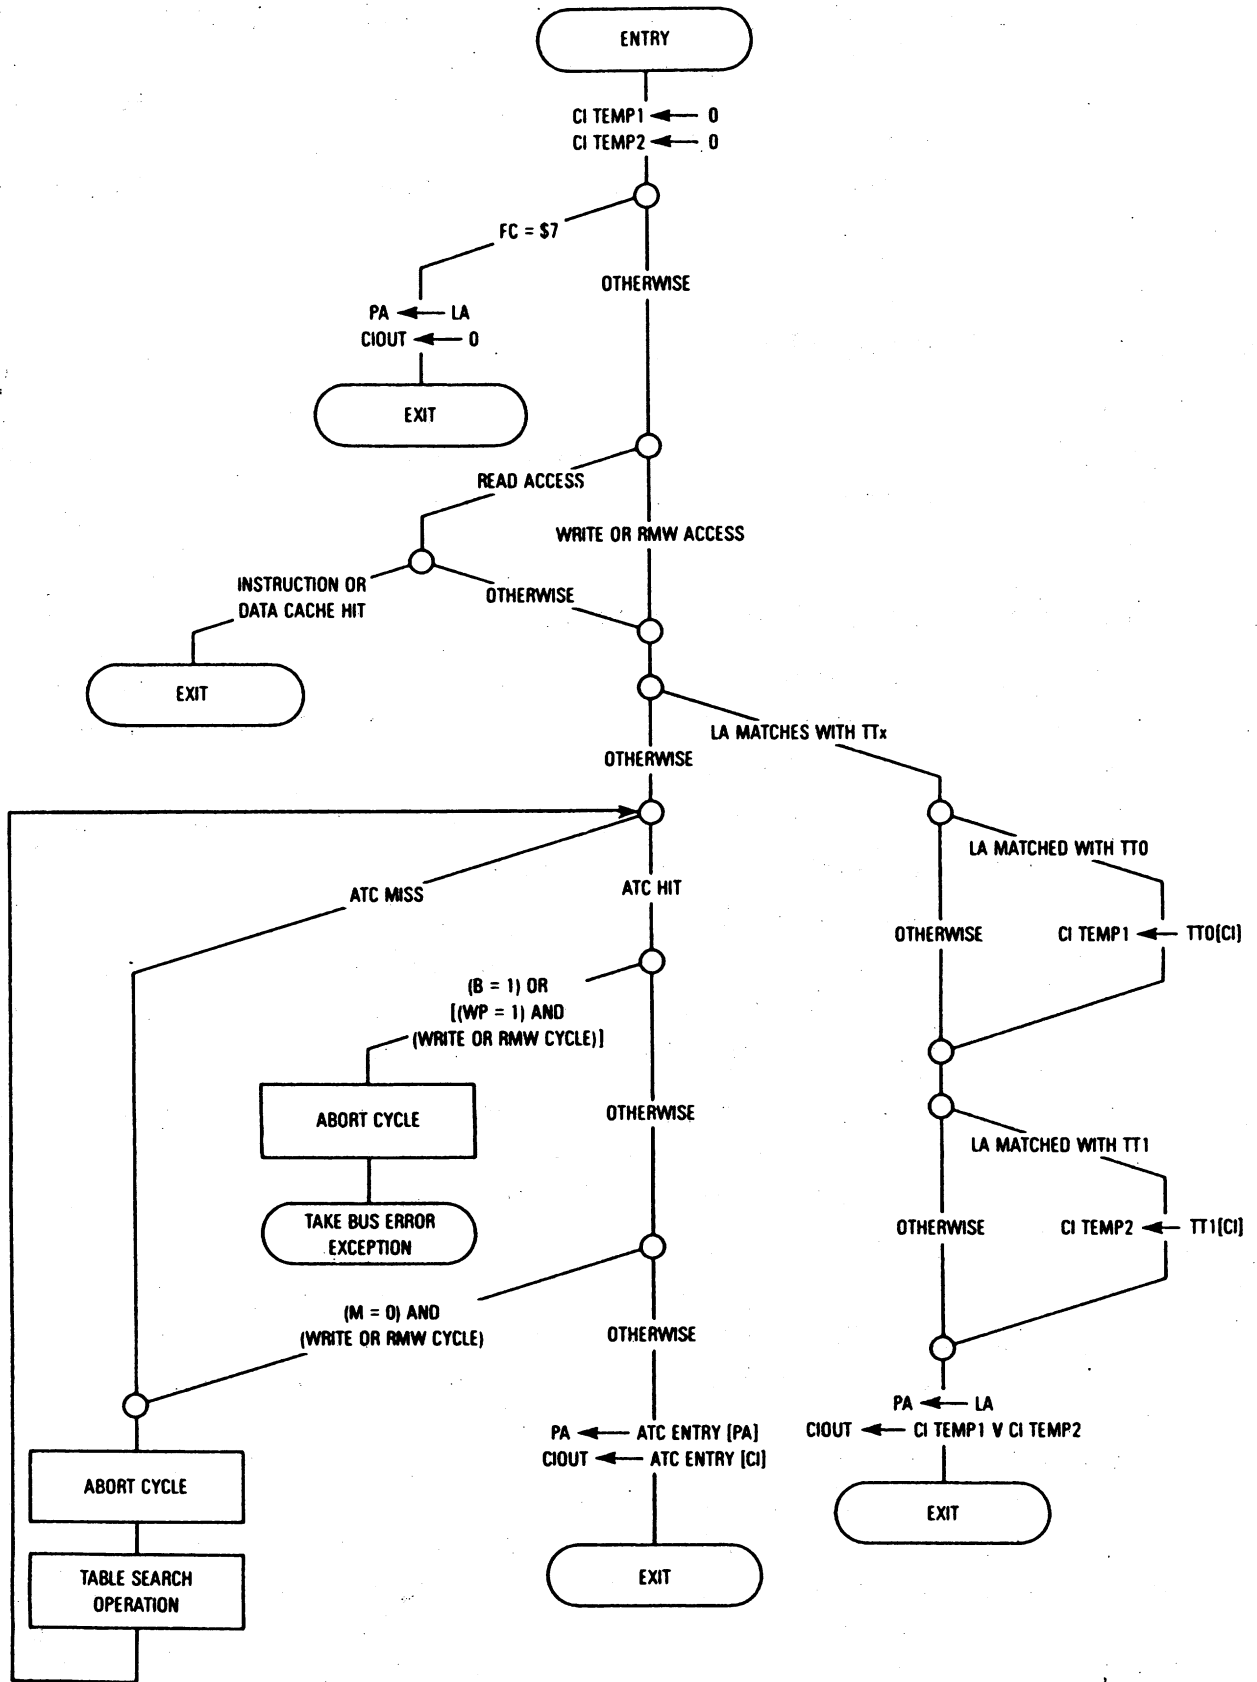 ENTRY
CI TEMP1 ← 0
CI TEMP2 ← 0
FC = $7
OTHERWISE
PA ← LA
CIOUT ← 0
EXIT
READ ACCESS
WRITE OR RMW ACCESS
INSTRUCTION OR
DATA CACHE HIT
OTHERWISE
EXIT
LA MATCHES WITH TTx
OTHERWISE
LA MATCHED WITH TT0
ATC MISS
ATC HIT
OTHERWISE
CI TEMP1 ← TT0[CI]
(B = 1) OR
[(WP = 1) AND
(WRITE OR RMW CYCLE)]
ABORT CYCLE
OTHERWISE
LA MATCHED WITH TT1
TAKE BUS ERROR
EXCEPTION
OTHERWISE
CI TEMP2 ← TT1[CI]
(M = 0) AND
(WRITE OR RMW CYCLE)
OTHERWISE
PA ← LA
CIOUT ← CI TEMP1 V CI TEMP2
PA ← ATC ENTRY [PA]
CIOUT ← ATC ENTRY [CI]
ABORT CYCLE
EXIT
TABLE SEARCH
OPERATION
EXIT